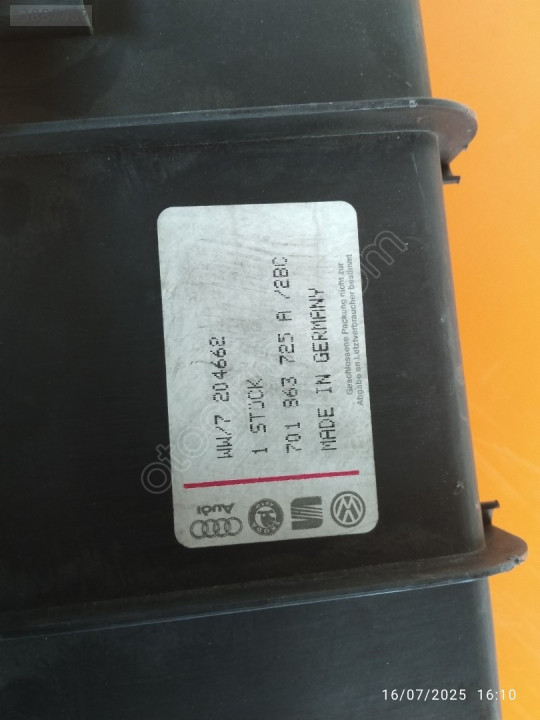 WW/7 204662
1 STüCK
701 863 725 A /2BC
MADE IN GERMANY
Geschlossene Packung nicht zur
Abgabe an Letztverbraucher bestimmt
Audi
16/07/2025 16:10